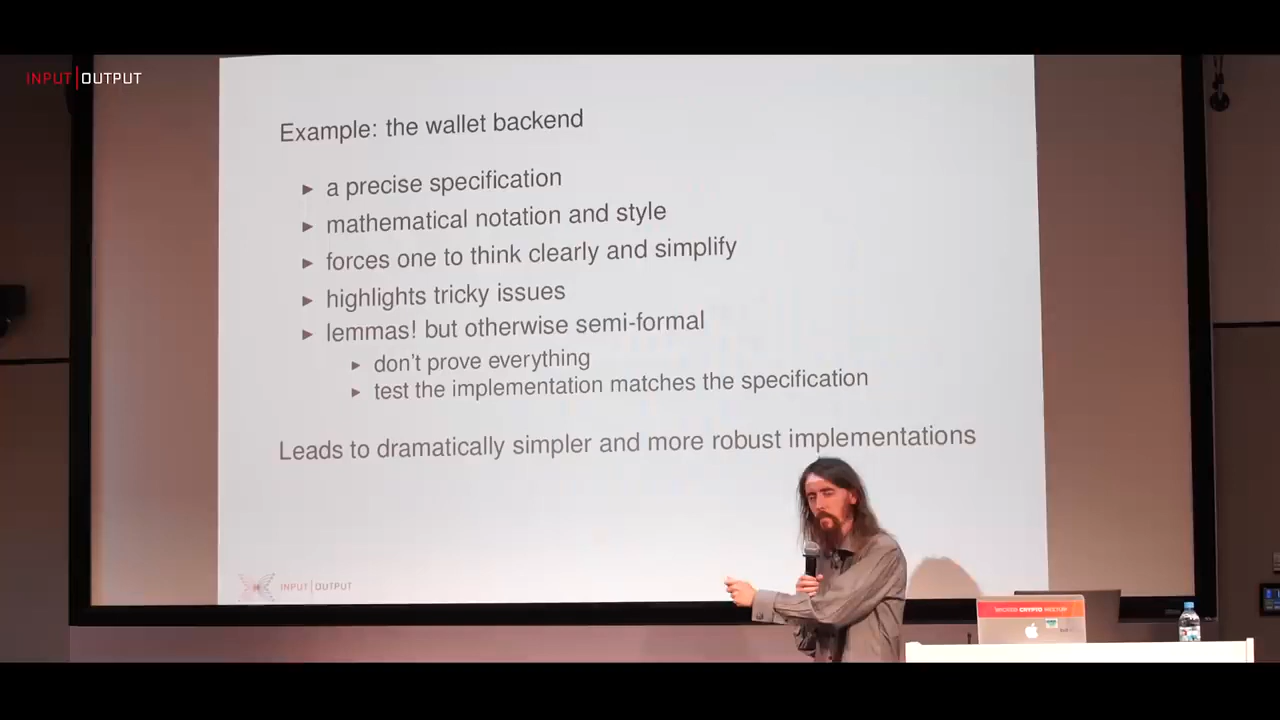 INPUT|OUTPUT
Example: the wallet backend
▸ a precise specification
▸ mathematical notation and style
▸ forces one to think clearly and simplify
▸ highlights tricky issues
▸ lemmas! but otherwise semi-formal
▸ don't prove everything
▸ test the implementation matches the specification
Leads to dramatically simpler and more robust implementations
INPUT|OUTPUT
WICKED CRYPTO MEETUP